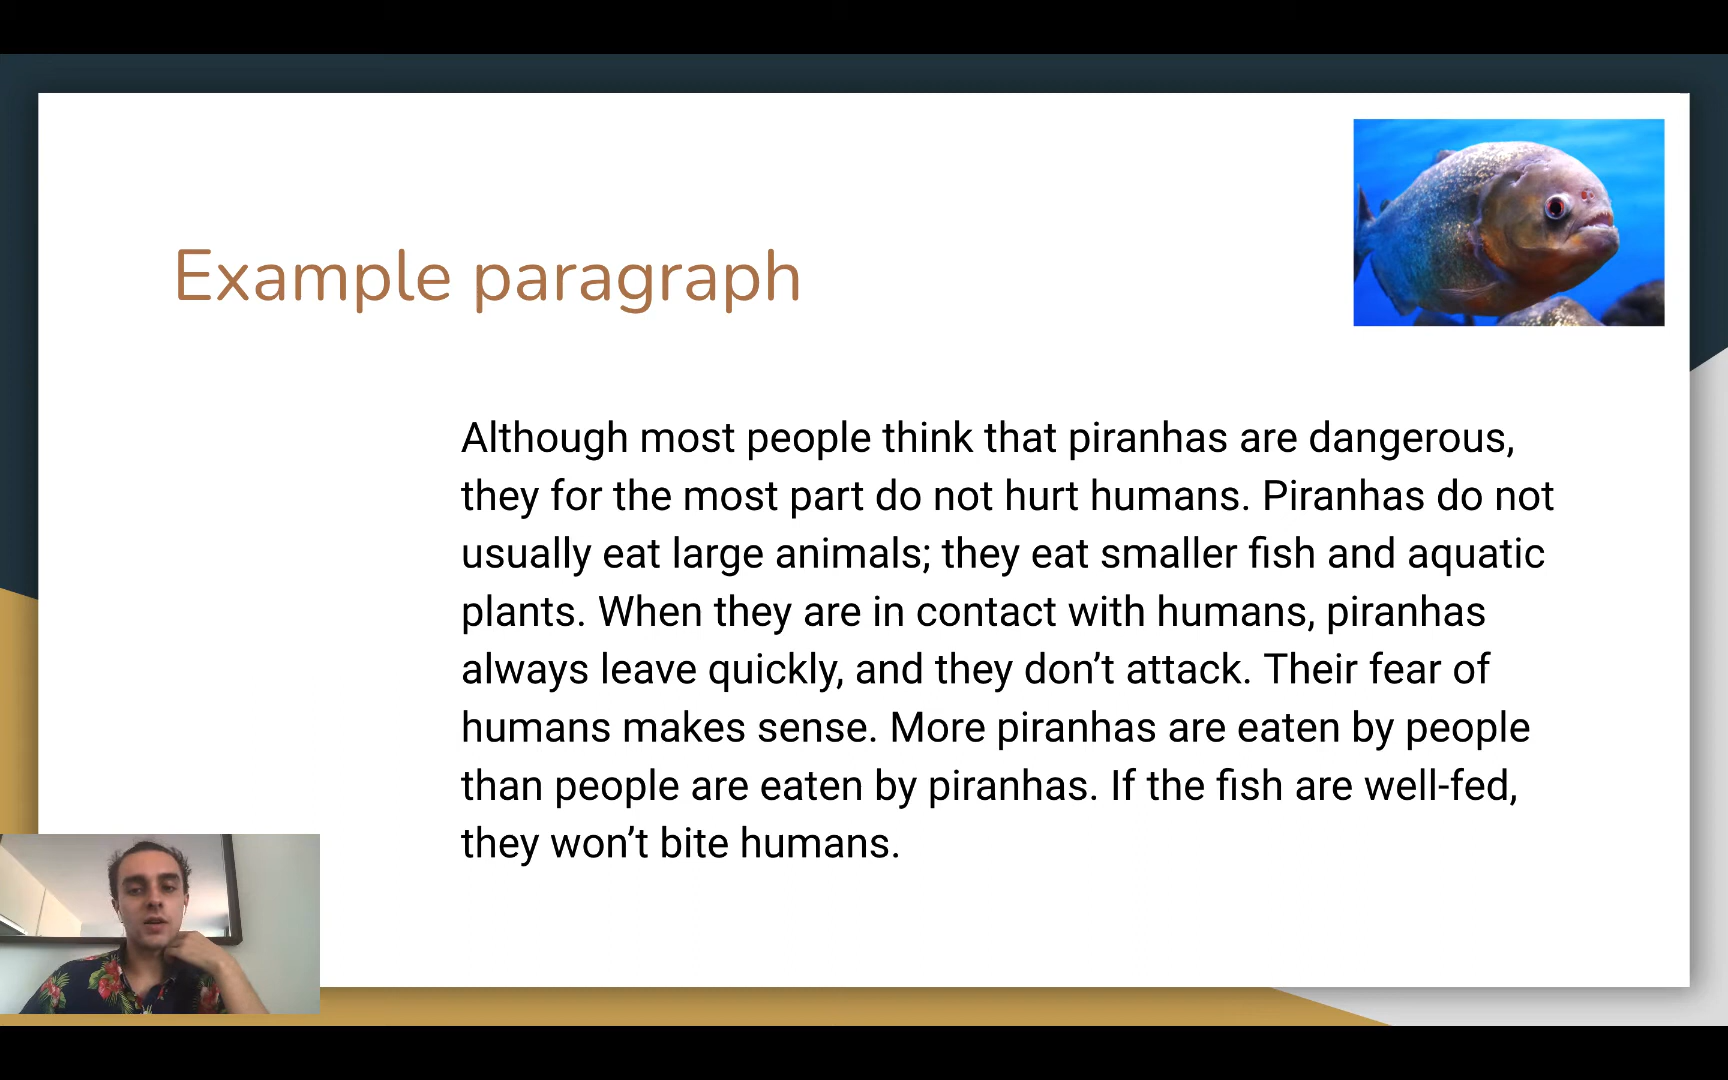 Example paragraph
Although most people think that piranhas are dangerous,
they for the most part do not hurt humans. Piranhas do not
usually eat large animals; they eat smaller fish and aquatic
plants. When they are in contact with humans, piranhas
always leave quickly, and they don’t attack. Their fear of
humans makes sense. More piranhas are eaten by people
than people are eaten by piranhas. If the fish are well-fed,
they won’t bite humans.